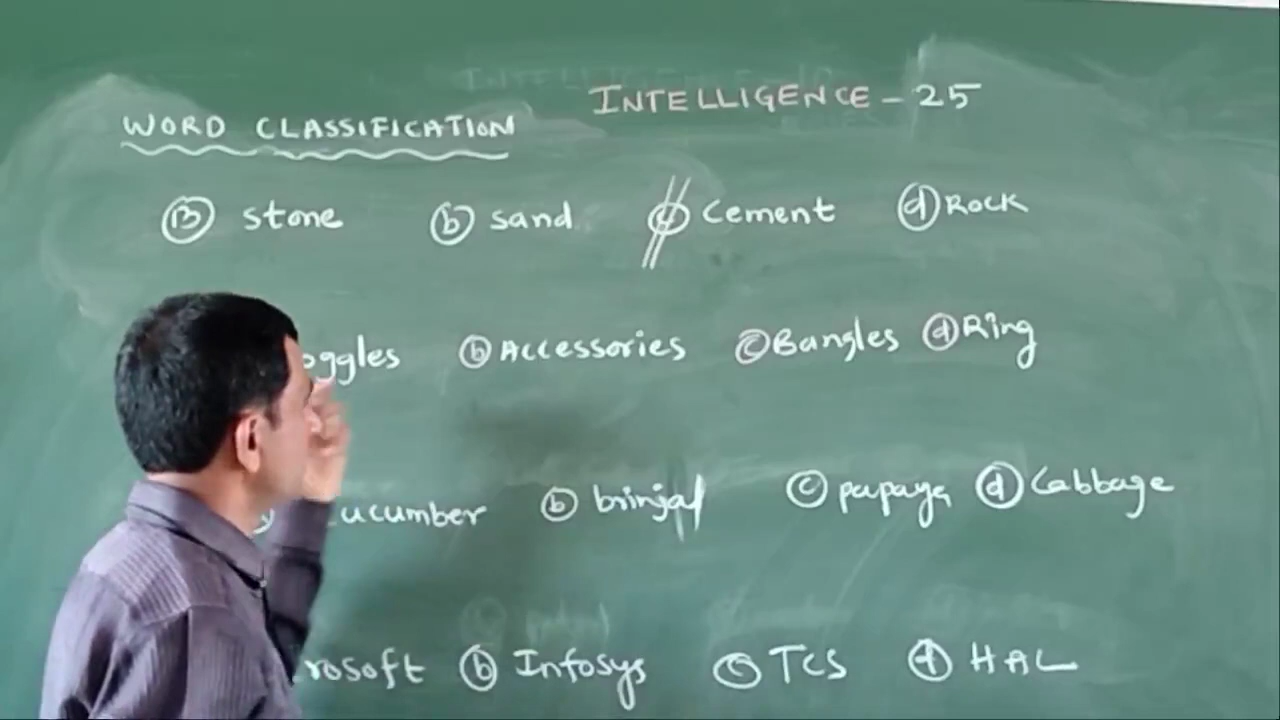 INTELLIGENCE - 25
WORD CLASSIFICATION
B stone b sand c Cement d Rock
oggles b Accessories c Bangles d Ring
cucumber b brinjal c papaya d Cabbage
rosoft b Infosys c TCS d HAL